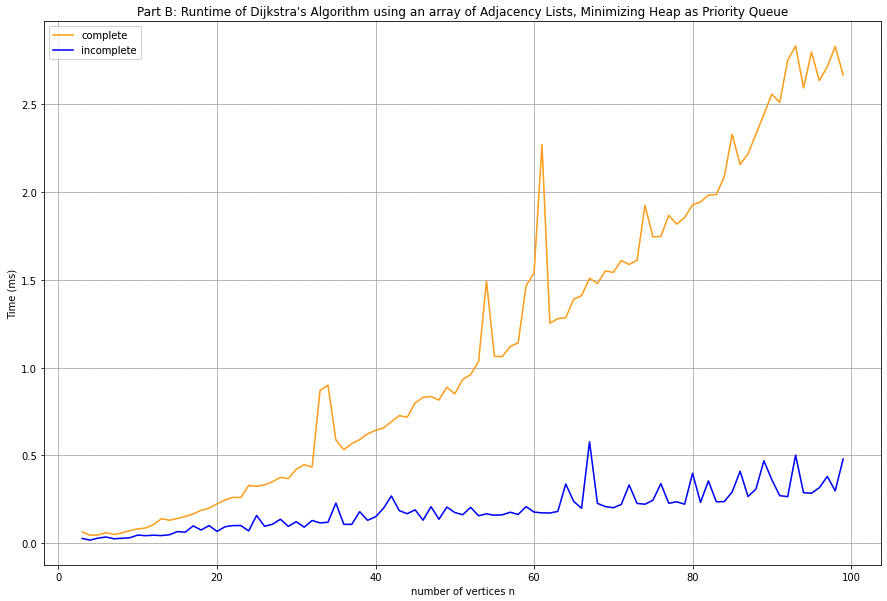 Part B: Runtime of Dijkstra's Algorithm using an array of Adjacency Lists, Minimizing Heap as Priority Queue
complete
incomplete
2.5
2.0
1.5
1.0
0.5
0.0
Time (ms)
0 20 40 60 80 100
number of vertices n